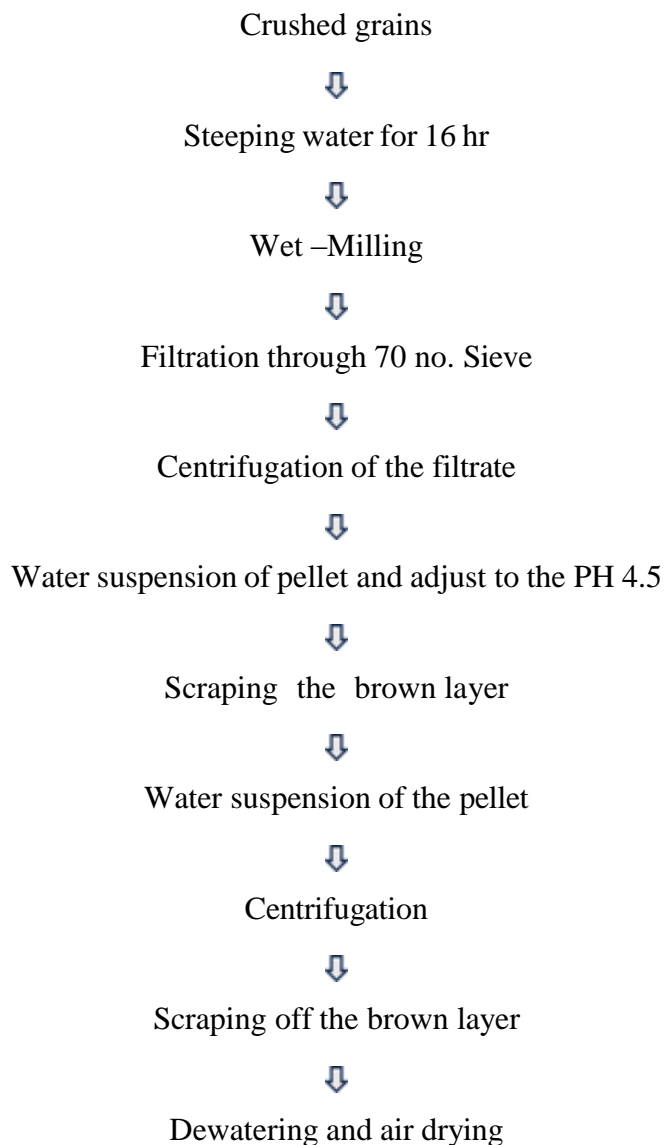 Crushed grains
Steeping water for 16 hr
Wet –Milling
Filtration through 70 no. Sieve
Centrifugation of the filtrate
Water suspension of pellet and adjust to the PH 4.5
Scraping the brown layer
Water suspension of the pellet
Centrifugation
Scraping off the brown layer
Dewatering and air drying